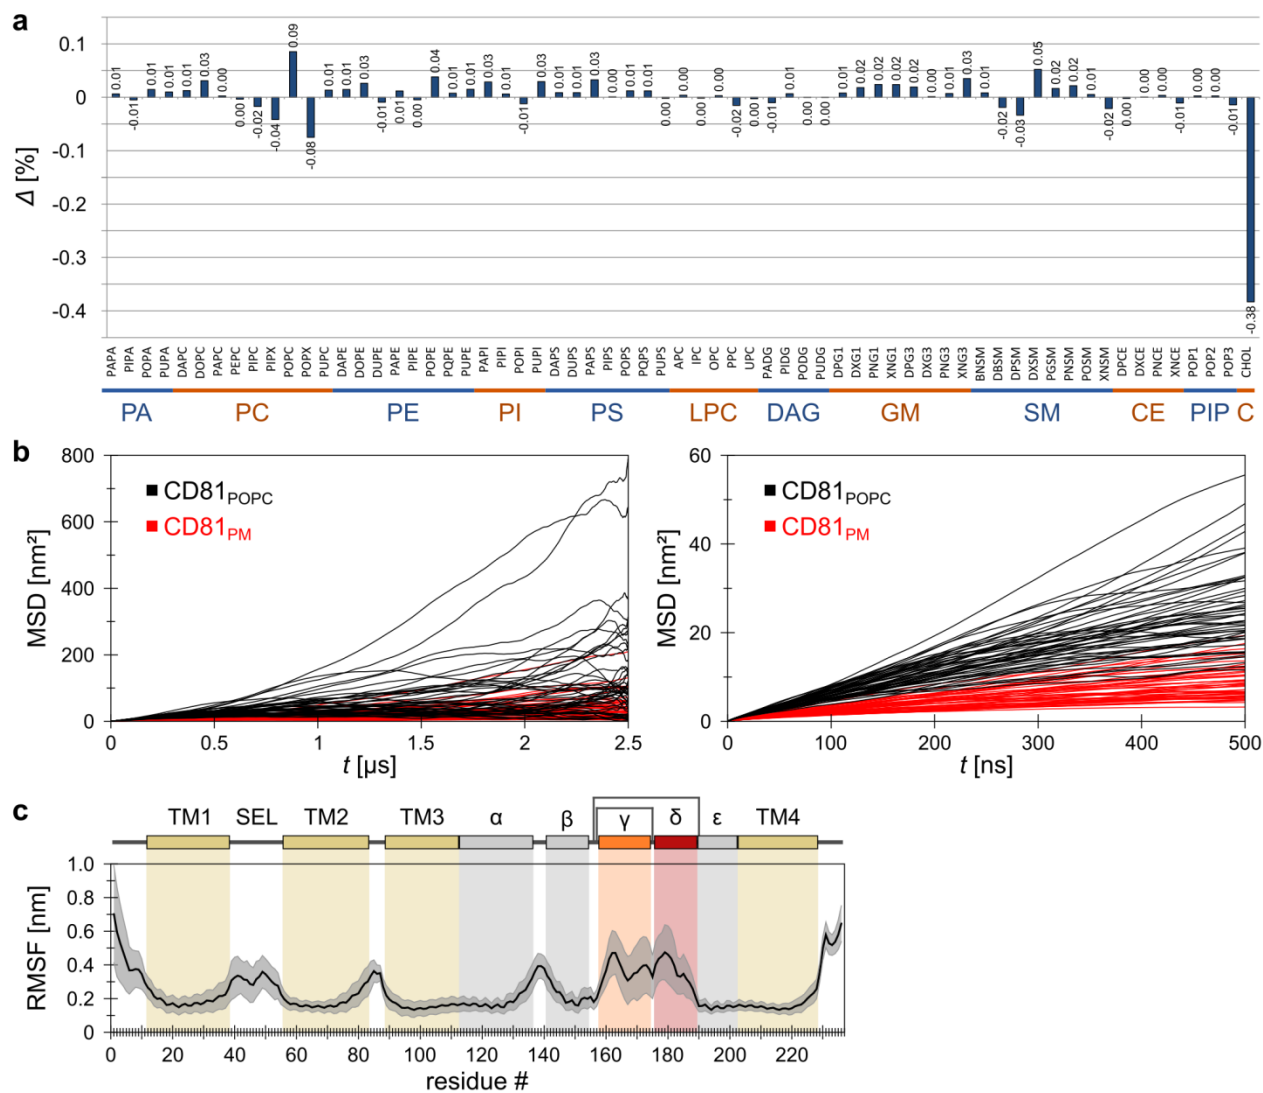 a
Δ [%]
0.1
0
-0.1
-0.2
-0.3
-0.4
0.01 -0.01 0.01 0.01 0.01 0.03 0.00 0.00 -0.02 -0.04 0.09 -0.08 0.01 0.01 0.03 -0.01 0.01 -0.01 0.04 0.01 0.01 0.03 0.01 -0.01 0.03 0.01 0.01 0.03 0.00 0.01 0.01 0.00 0.00 0.00 0.00 -0.02 0.00 -0.01 0.01 0.00 0.00 0.01 0.02 0.02 0.02 0.02 0.00 0.01 0.03 0.01 -0.02 -0.03 0.05 0.02 0.02 0.01 -0.02 0.00 0.00 0.00 -0.01 0.00 0.00 -0.01 -0.38
PAPA PIPA POPA PUPA DAPC DOPC PAPC PEPC PIPC PIPX POPC POPX PUPC DAPE DOPE DUPE PAPE PIPE POPE PQPE PUPE PAPI PIPI POPI PUPI DAPS DUPS PAPS PIPS POPS PQPS PUPS APC IPC OPC PPC UPC PADG PIDG PODG PUDG DPG1 DXG1 PNG1 XNG1 DPG3 DXG3 PNG3 XNG3 BNSM DBSM DPSM DXSM PGSM PNSM POSM XNSM DPCE DXCE PNCE XNCE POP1 POP2 POP3 CHOL
PA PC PE PI PS LPC DAG GM SM CE PIP C
b
MSD [nm²]
800
600
400
200
0
CD81POPC
CD81PM
0 0.5 1 1.5 2 2.5
t [µs]
MSD [nm²]
60
40
20
0
CD81POPC
CD81PM
0 100 200 300 400 500
t [ns]
c
TM1 SEL TM2 TM3 α β γ δ ε TM4
RMSF [nm]
1.0
0.8
0.6
0.4
0.2
0
0 20 40 60 80 100 120 140 160 180 200 220
residue #